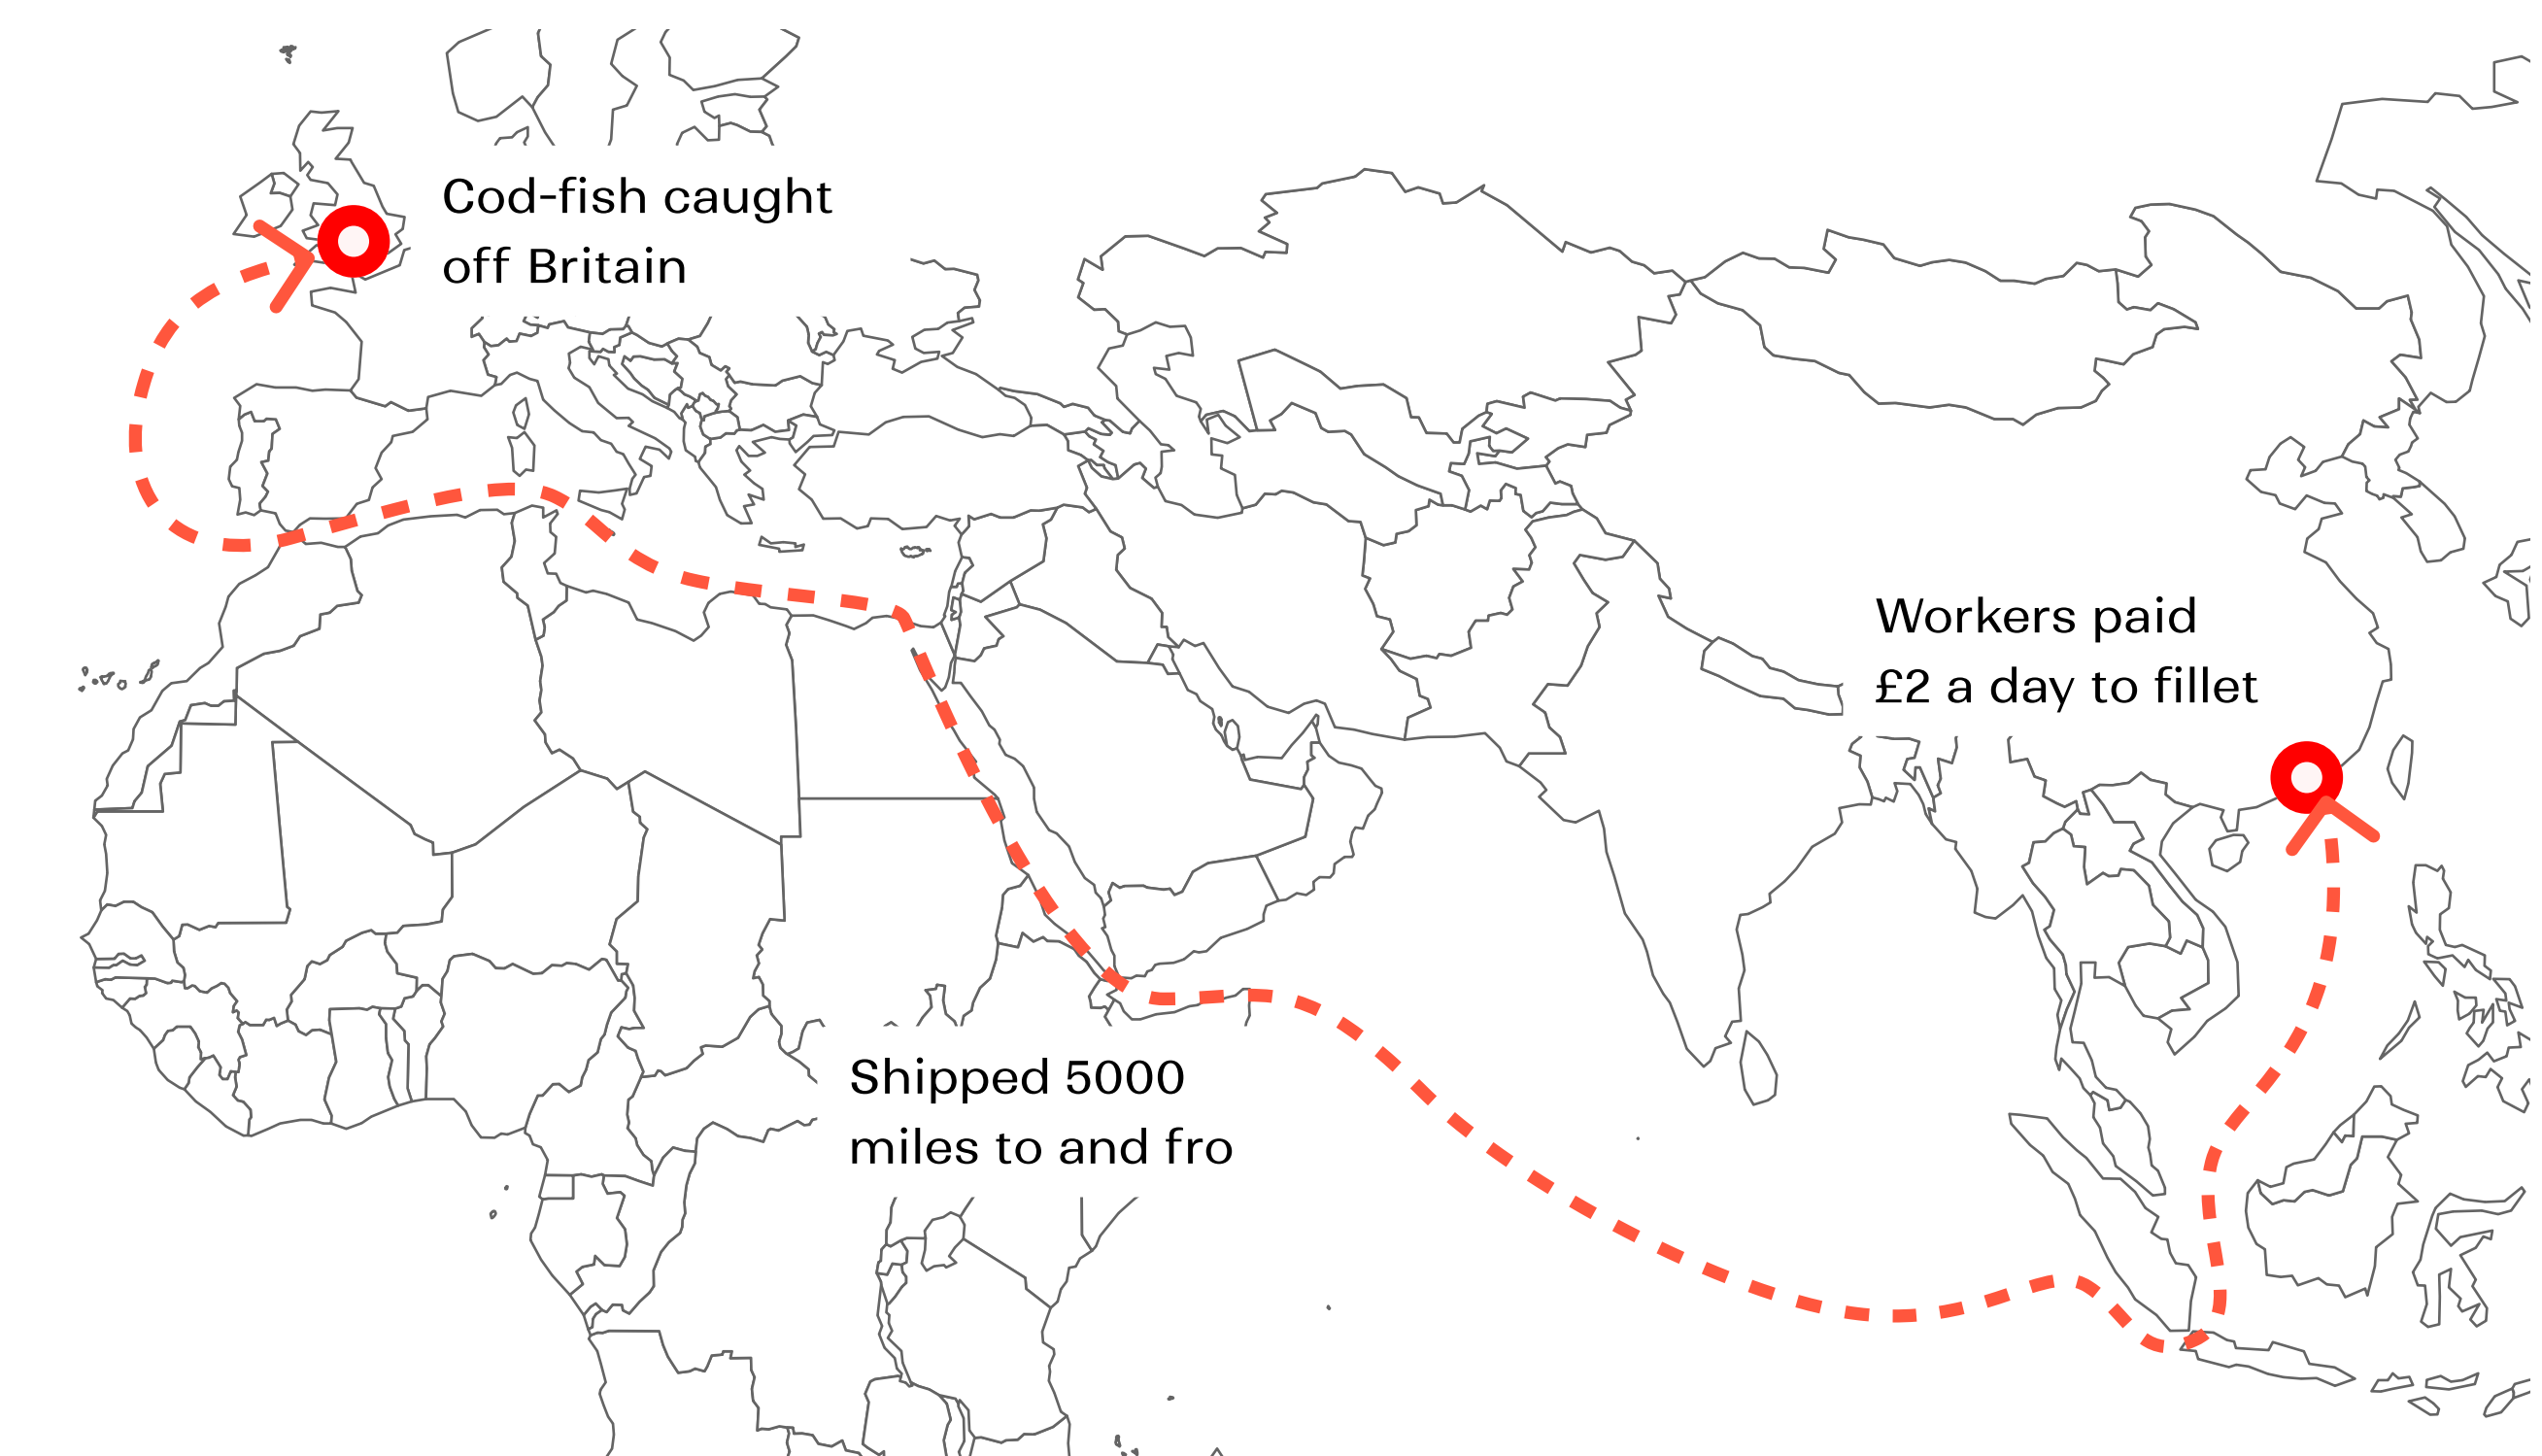 Cod-fish caught
off Britain
Workers paid
£2 a day to fillet
Shipped 5000
miles to and fro